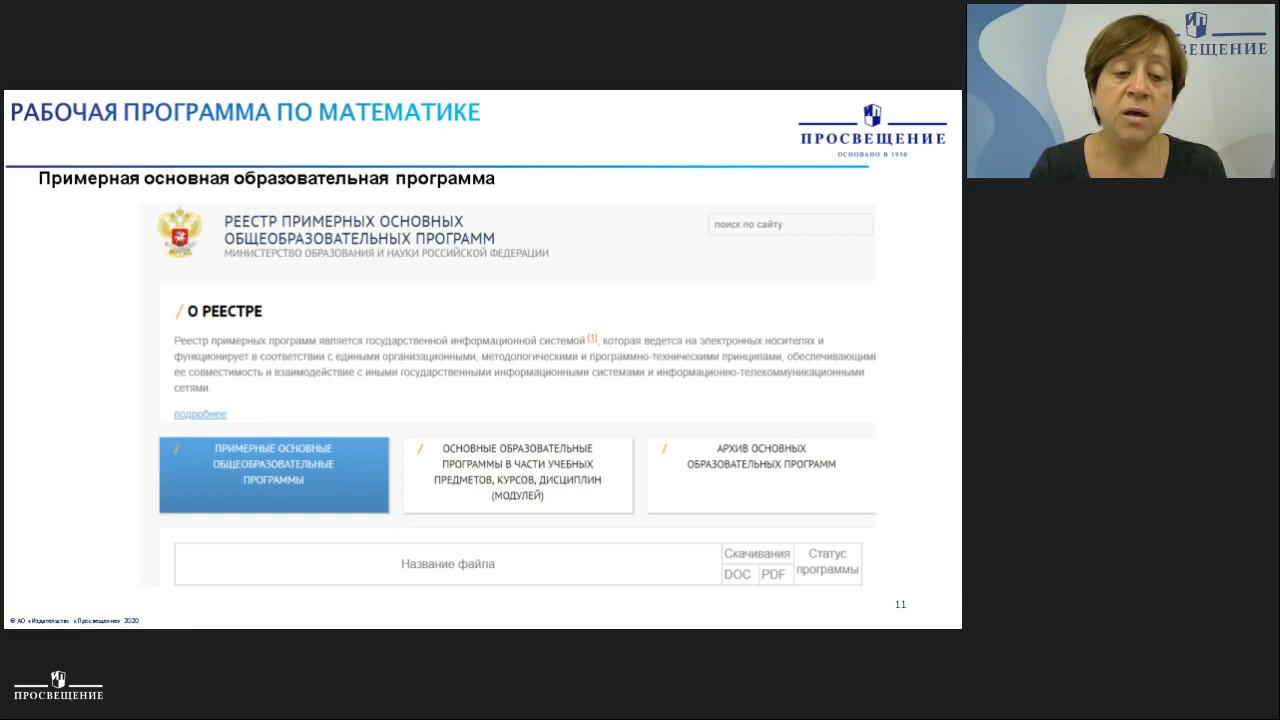 РАБОЧАЯ ПРОГРАММА ПО МАТЕМАТИКЕ
ПРОСВЕЩЕНИЕ
ОСНОВАНО В 1930
Примерная основная образовательная программа
РЕЕСТР ПРИМЕРНЫХ ОСНОВНЫХ
ОБЩЕОБРАЗОВАТЕЛЬНЫХ ПРОГРАММ
МИНИСТЕРСТВО ОБРАЗОВАНИЯ И НАУКИ РОССИЙСКОЙ ФЕДЕРАЦИИ
поиск по сайту
/ О РЕЕСТРЕ
Реестр примерных программ является государственной информационной системой [1], которая ведется на электронных носителях и
функционирует в соответствии с едиными организационными, методологическими и программно-техническими принципами, обеспечивающими
ее совместимость и взаимодействие с иными государственными информационными системами и информационно-телекоммуникационными
сетями.
подробнее
/ ПРИМЕРНЫЕ ОСНОВНЫЕ
ОБЩЕОБРАЗОВАТЕЛЬНЫЕ
ПРОГРАММЫ
/ ОСНОВНЫЕ ОБРАЗОВАТЕЛЬНЫЕ
ПРОГРАММЫ В ЧАСТИ УЧЕБНЫХ
ПРЕДМЕТОВ, КУРСОВ, ДИСЦИПЛИН
(МОДУЛЕЙ)
/ АРХИВ ОСНОВНЫХ
ОБРАЗОВАТЕЛЬНЫХ ПРОГРАММ
Название файла
Скачивания
DOC PDF
Статус
программы
11
© АО «Издательство «Просвещение» 2020
ПРОСВЕЩЕНИЕ
СВЕЩЕНИЕ